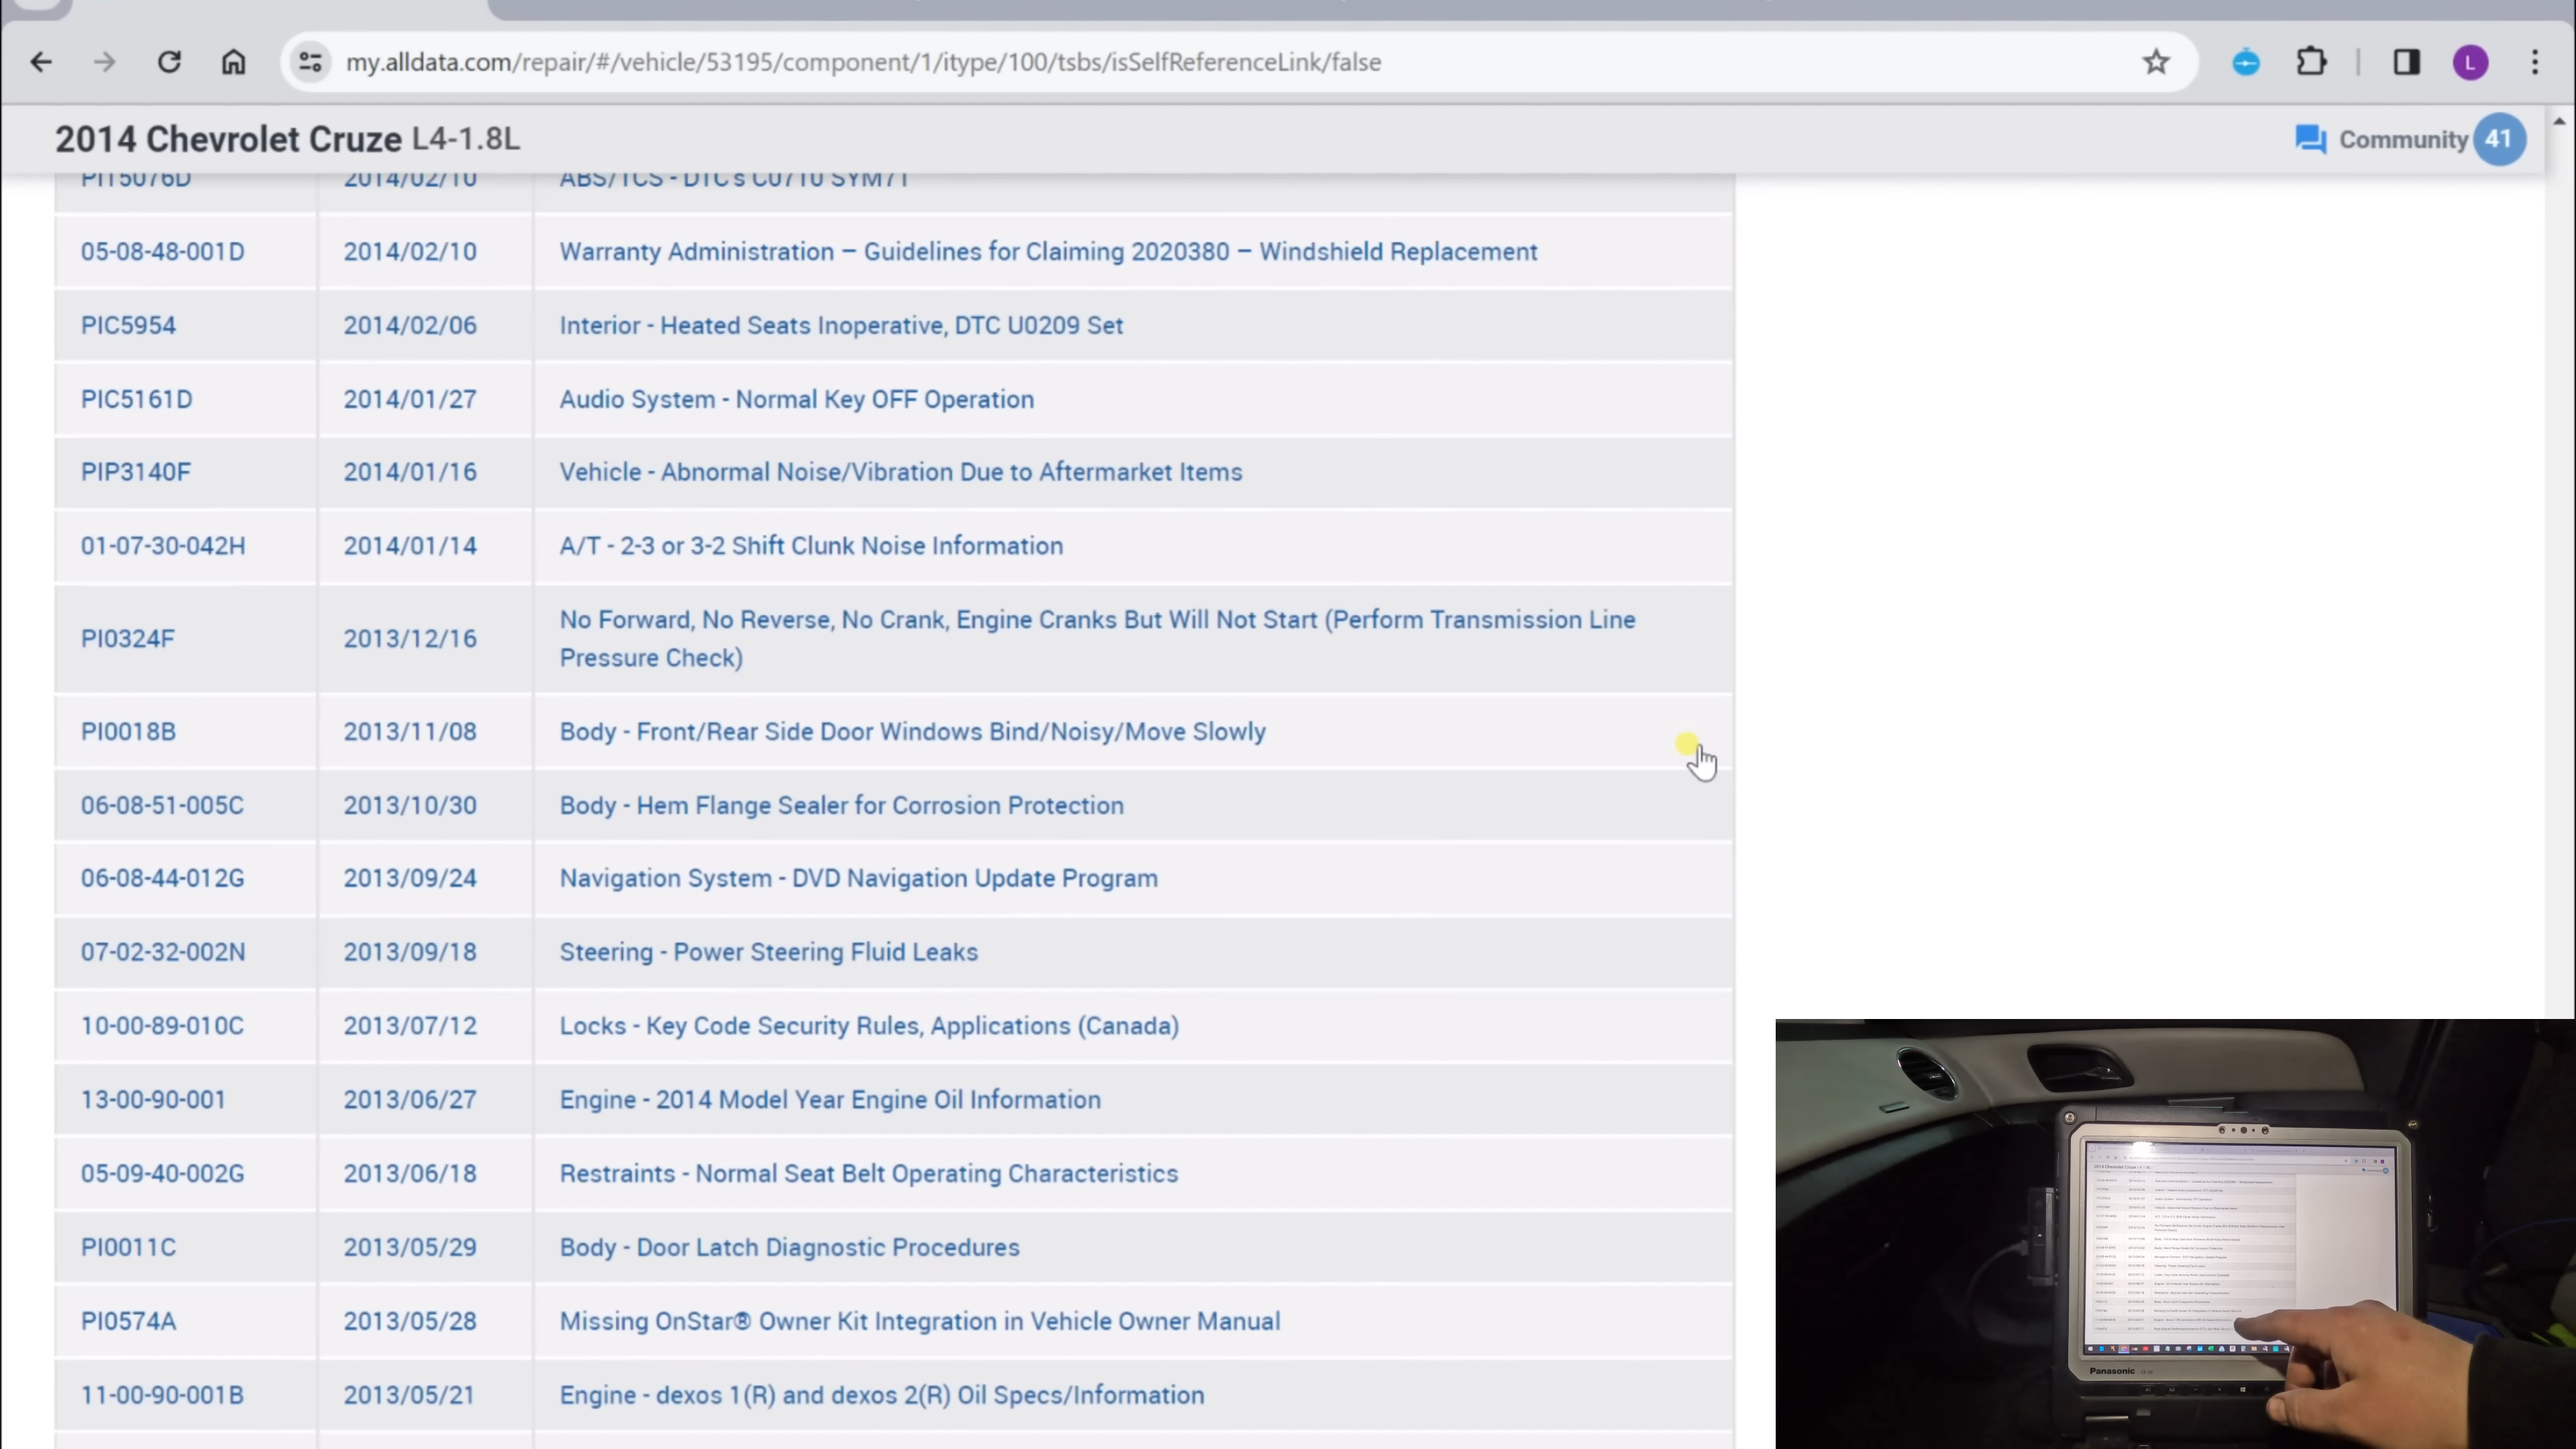 my.alldata.com/repair/#/vehicle/53195/component/1/itype/100/tsbs/isSelfReferenceLink/false
L
2014 Chevrolet Cruze L4-1.8L
Community 41
PIT5076D 2014/02/10 ABS/TCS - DTC's C0710 SYM71
05-08-48-001D 2014/02/10 Warranty Administration – Guidelines for Claiming 2020380 – Windshield Replacement
PIC5954 2014/02/06 Interior - Heated Seats Inoperative, DTC U0209 Set
PIC5161D 2014/01/27 Audio System - Normal Key OFF Operation
PIP3140F 2014/01/16 Vehicle - Abnormal Noise/Vibration Due to Aftermarket Items
01-07-30-042H 2014/01/14 A/T - 2-3 or 3-2 Shift Clunk Noise Information
PI0324F 2013/12/16 No Forward, No Reverse, No Crank, Engine Cranks But Will Not Start (Perform Transmission Line
Pressure Check)
PI0018B 2013/11/08 Body - Front/Rear Side Door Windows Bind/Noisy/Move Slowly
06-08-51-005C 2013/10/30 Body - Hem Flange Sealer for Corrosion Protection
06-08-44-012G 2013/09/24 Navigation System - DVD Navigation Update Program
07-02-32-002N 2013/09/18 Steering - Power Steering Fluid Leaks
10-00-89-010C 2013/07/12 Locks - Key Code Security Rules, Applications (Canada)
13-00-90-001 2013/06/27 Engine - 2014 Model Year Engine Oil Information
05-09-40-002G 2013/06/18 Restraints - Normal Seat Belt Operating Characteristics
PI0011C 2013/05/29 Body - Door Latch Diagnostic Procedures
PI0574A 2013/05/28 Missing OnStar® Owner Kit Integration in Vehicle Owner Manual
11-00-90-001B 2013/05/21 Engine - dexos 1(R) and dexos 2(R) Oil Specs/Information
Panasonic